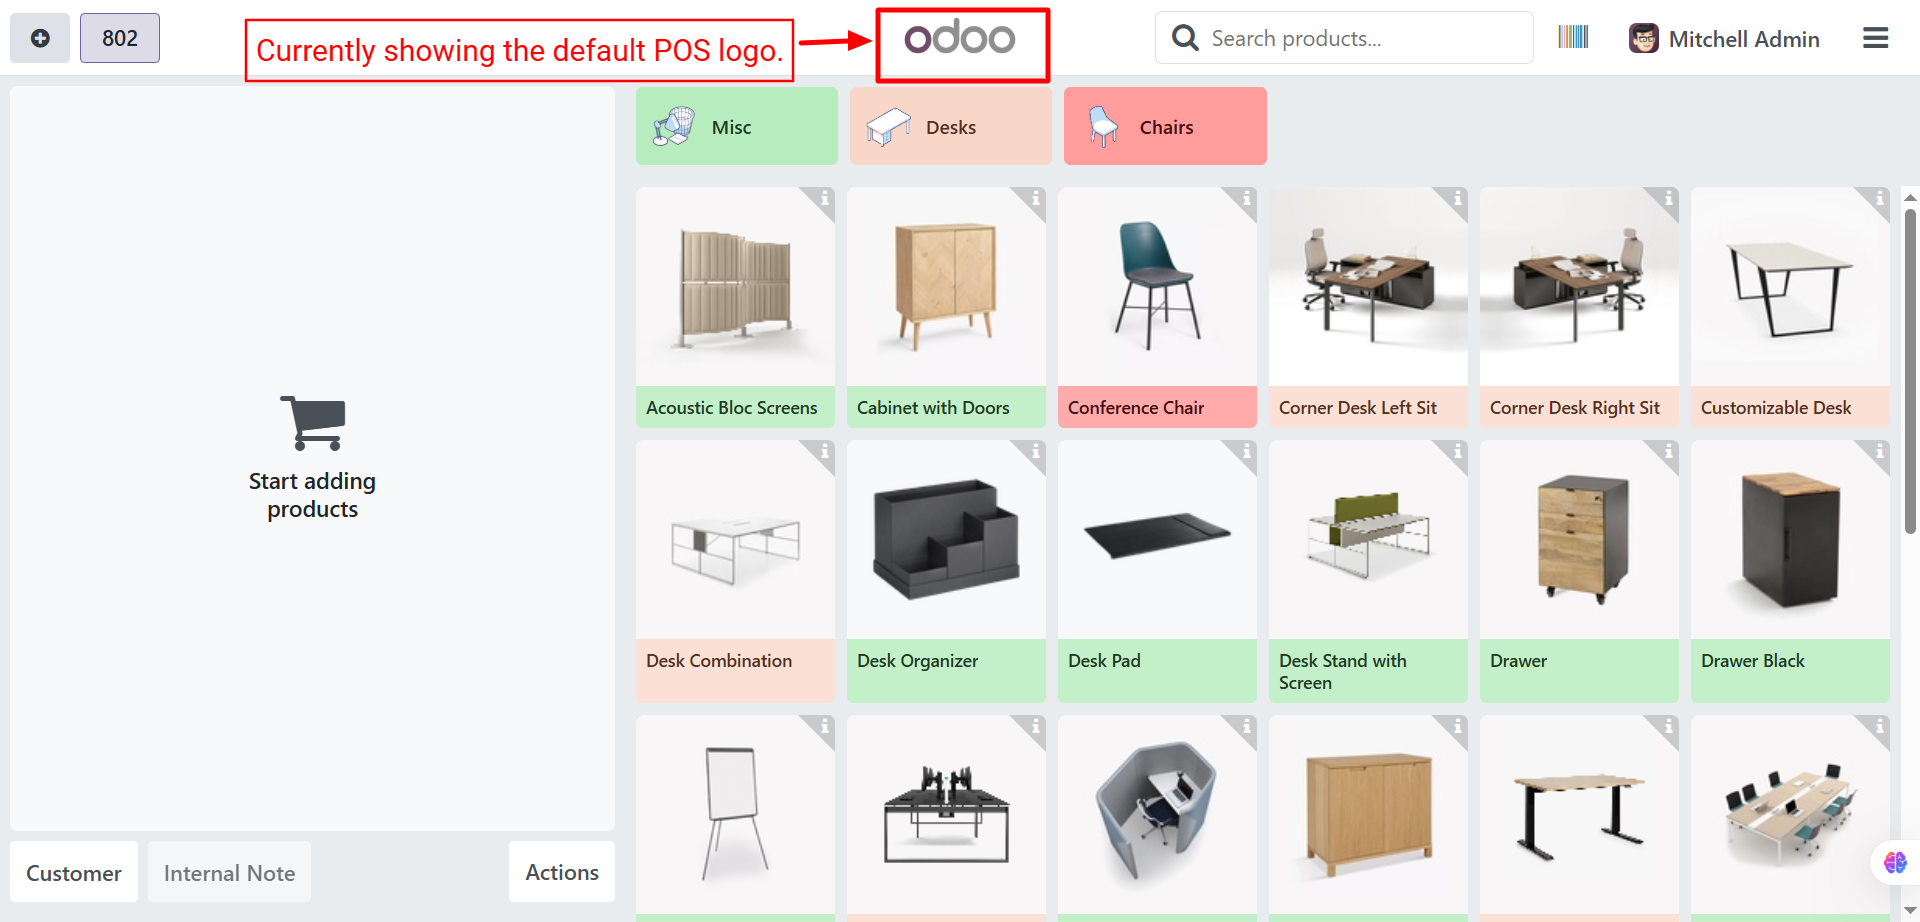 802
Currently showing the default POS logo.
odoo
Search products...
Mitchell Admin
Misc
Desks
Chairs
Acoustic Bloc Screens
Cabinet with Doors
Conference Chair
Corner Desk Left Sit
Corner Desk Right Sit
Customizable Desk
Start adding
products
Desk Combination
Desk Organizer
Desk Pad
Desk Stand with
Screen
Drawer
Drawer Black
Customer
Internal Note
Actions